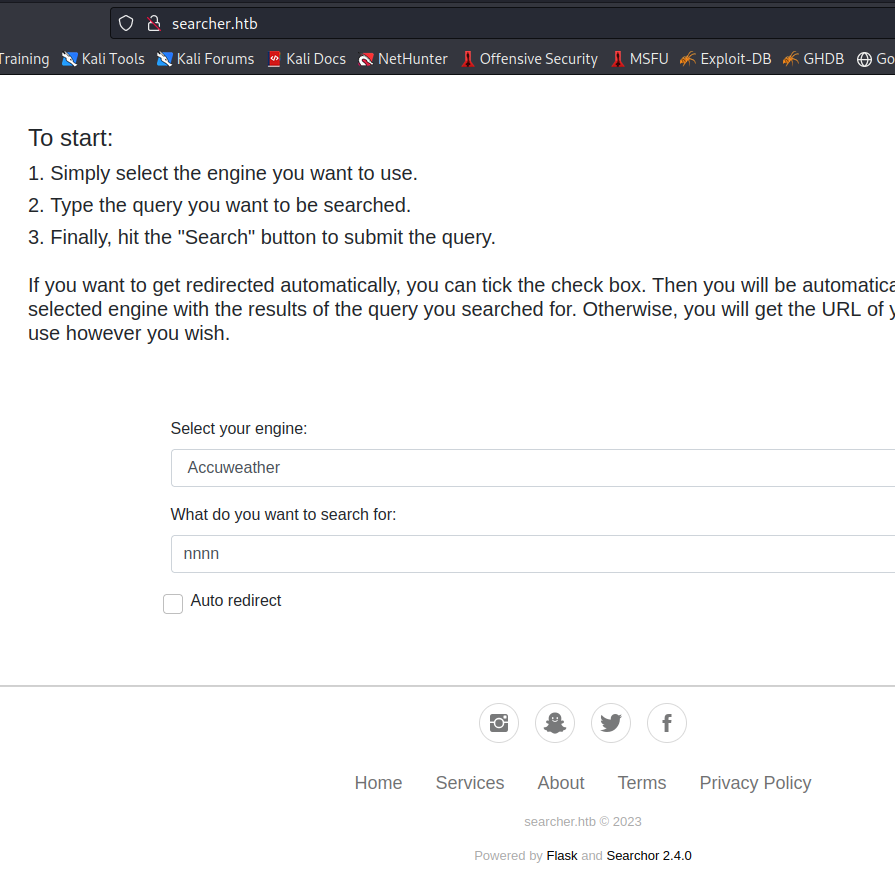 searcher.htb
Training Kali Tools Kali Forums Kali Docs NetHunter Offensive Security MSFU Exploit-DB GHDB Go
To start:
1. Simply select the engine you want to use.
2. Type the query you want to be searched.
3. Finally, hit the "Search" button to submit the query.
If you want to get redirected automatically, you can tick the check box. Then you will be automatica
selected engine with the results of the query you searched for. Otherwise, you will get the URL of y
use however you wish.
Select your engine:
Accuweather
What do you want to search for:
nnnn
Auto redirect
Home Services About Terms Privacy Policy
searcher.htb © 2023
Powered by Flask and Searchor 2.4.0